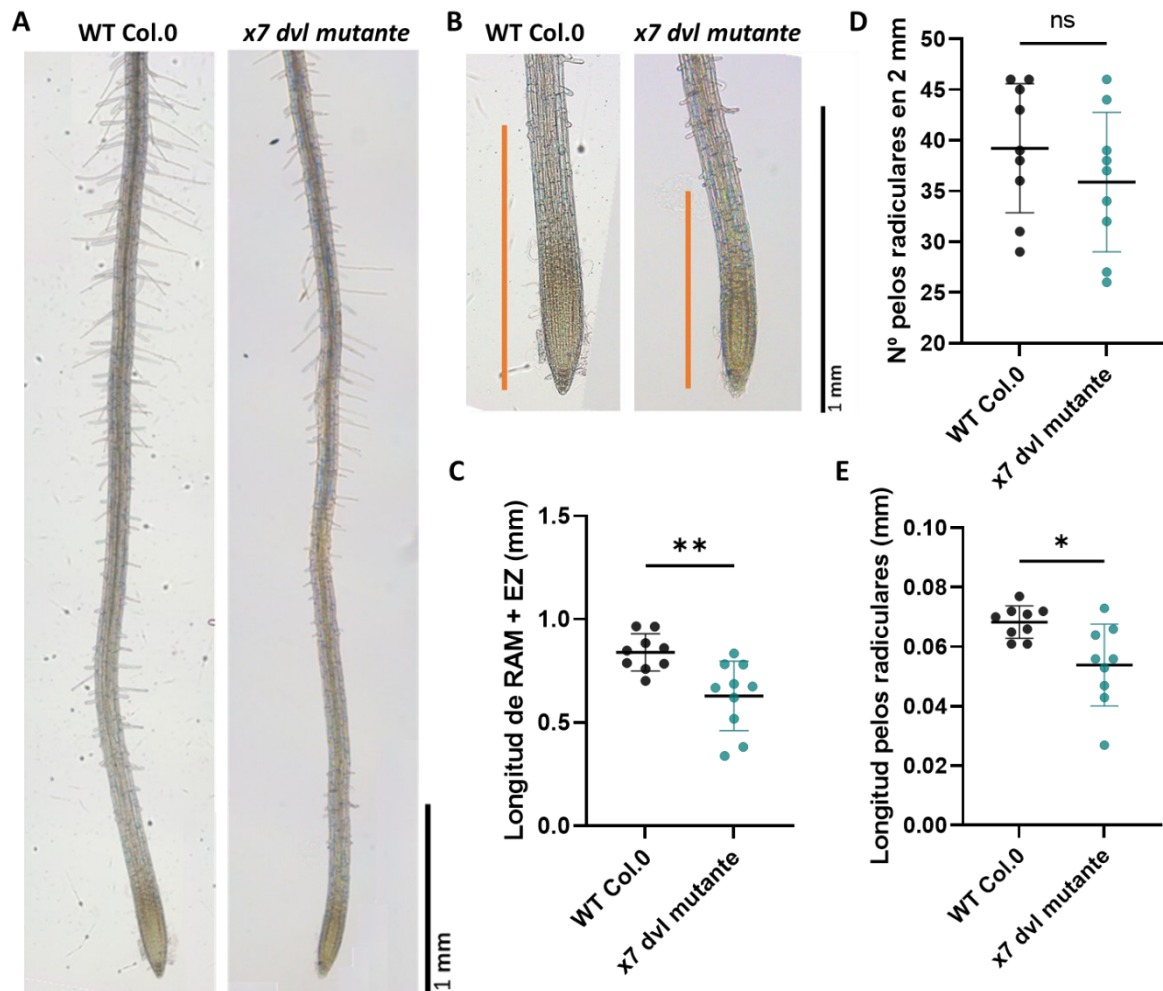 A
WT Col.0
x7 dvl mutante
1 mm
B
WT Col.0
x7 dvl mutante
1 mm
D
ns
Nº pelos radiculares en 2 mm
50
45
40
35
30
25
20
WT Col.0
x7 dvl mutante
C
**
Longitud de RAM + EZ (mm)
1.5
1.0
0.5
0.0
WT Col.0
x7 dvl mutante
E
*
Longitud pelos radiculares (mm)
0.10
0.08
0.06
0.04
0.02
0.00
WT Col.0
x7 dvl mutante